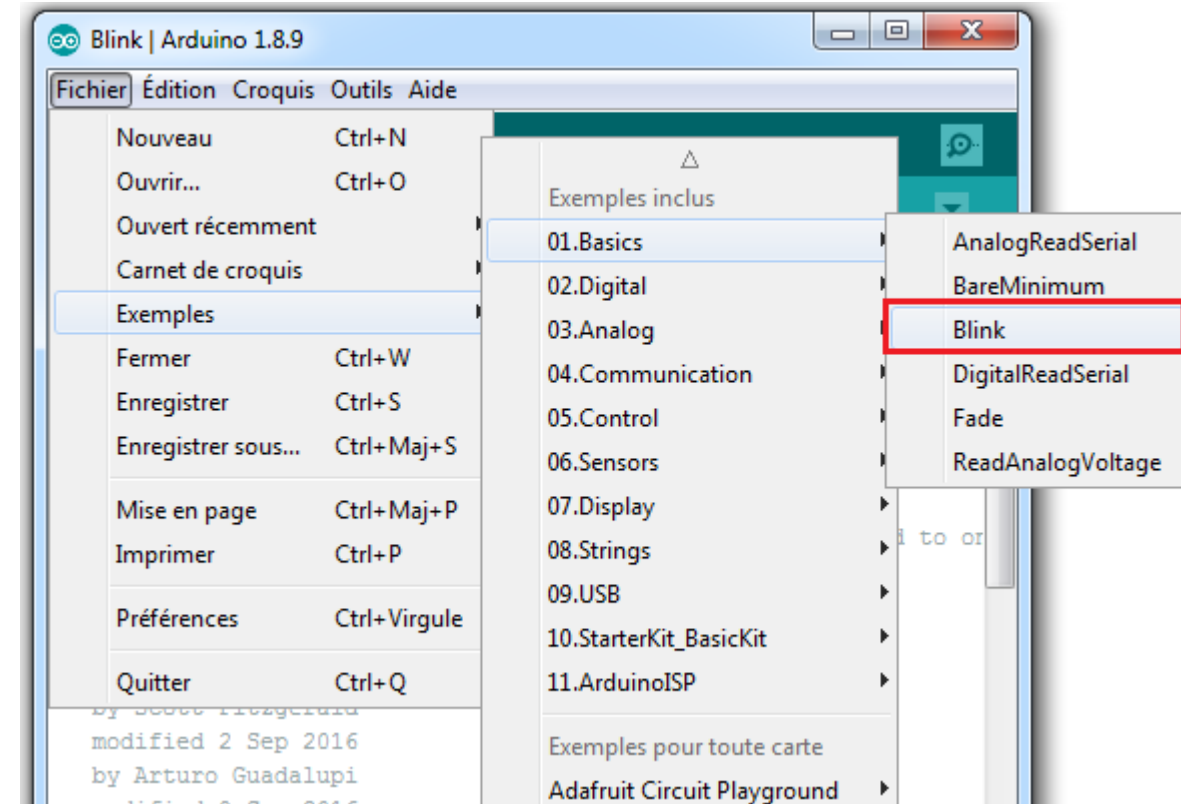 Blink | Arduino 1.8.9
Fichier Édition Croquis Outils Aide
Nouveau Ctrl+N
Ouvrir... Ctrl+O
Ouvert récemment
Carnet de croquis
Exemples
Fermer Ctrl+W
Enregistrer Ctrl+S
Enregistrer sous... Ctrl+Maj+S
Mise en page Ctrl+Maj+P
Imprimer Ctrl+P
Préférences Ctrl+Virgule
Quitter Ctrl+Q
Exemples inclus
01.Basics
02.Digital
03.Analog
04.Communication
05.Control
06.Sensors
07.Display
08.Strings
09.USB
10.StarterKit_BasicKit
11.ArduinoISP
Exemples pour toute carte
Adafruit Circuit Playground
AnalogReadSerial
BareMinimum
Blink
DigitalReadSerial
Fade
ReadAnalogVoltage
to or
by Scott Fitzgerald
modified 2 Sep 2016
by Arturo Guadalupi